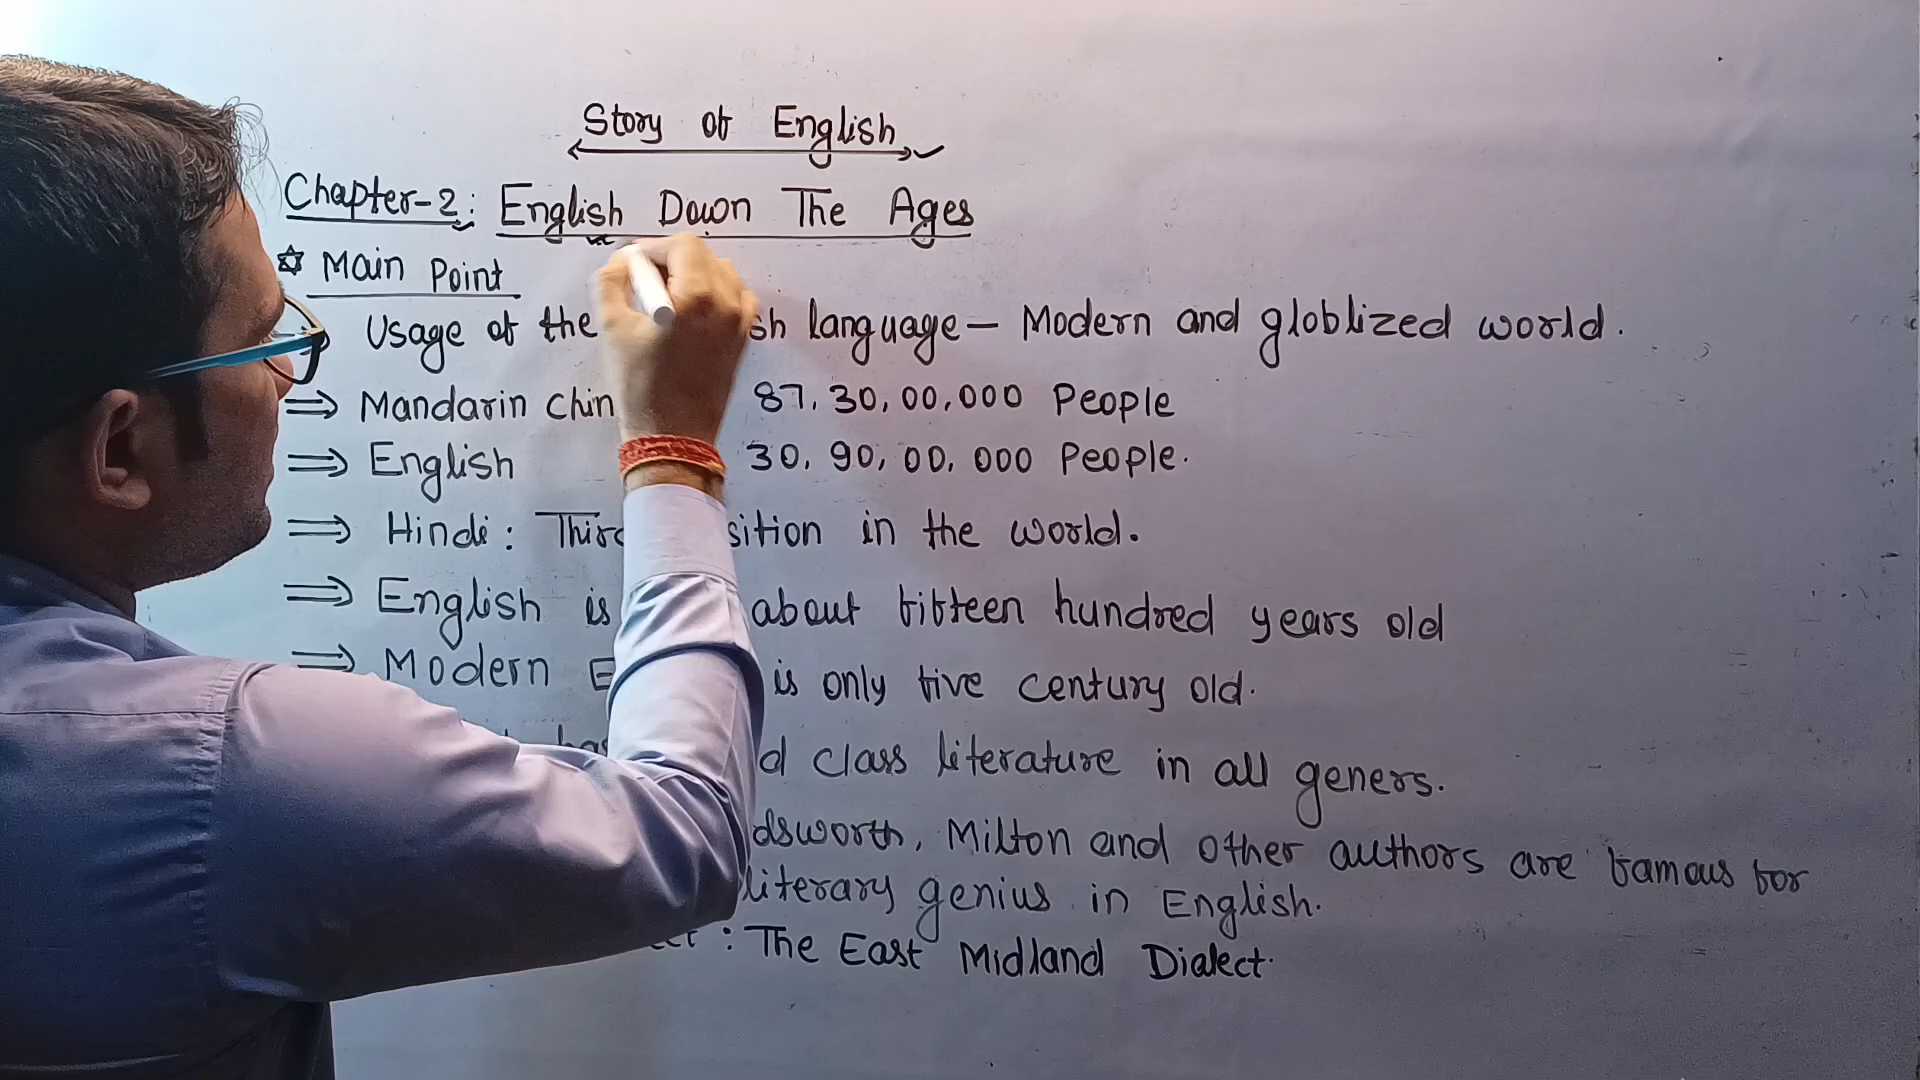 Story of English
Chapter-2: English Down The Ages
Main Point
Usage of the sh language – Modern and globlized world.
⇒ Mandarin chin 87,30,00,000 People
⇒ English 30,90,00,000 People.
⇒ Hindi: Third sition in the world.
⇒ English is about fifteen hundred years old
⇒ Modern E is only five century old.
has d class literature in all geners.
dsworth, Milton and other authors are famous for
literary genius in English.
: The East Midland Dialect.